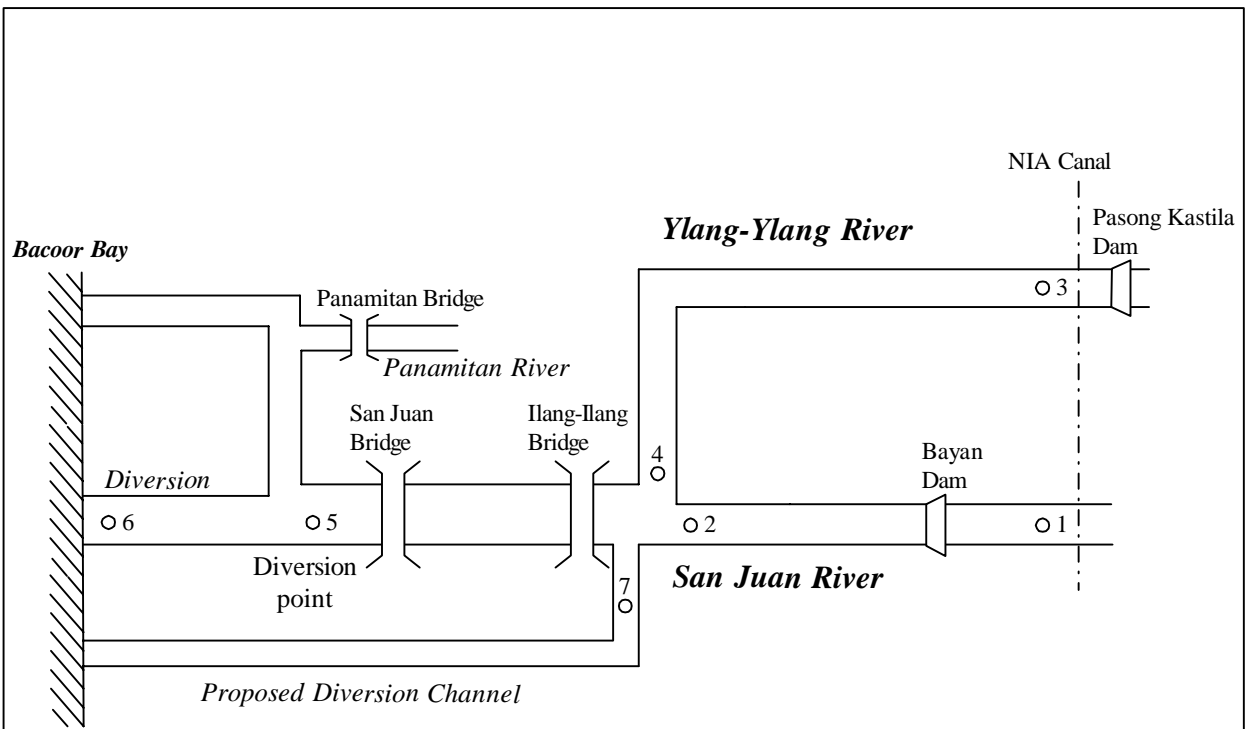 NIA Canal
Ylang-Ylang River
Pasong Kastila
Dam
Bacoor Bay
3
Panamitan Bridge
Panamitan River
San Juan
Bridge
Ilang-Ilang
Bridge
4
Bayan
Dam
Diversion
6
5
2
1
Diversion
point
San Juan River
7
Proposed Diversion Channel